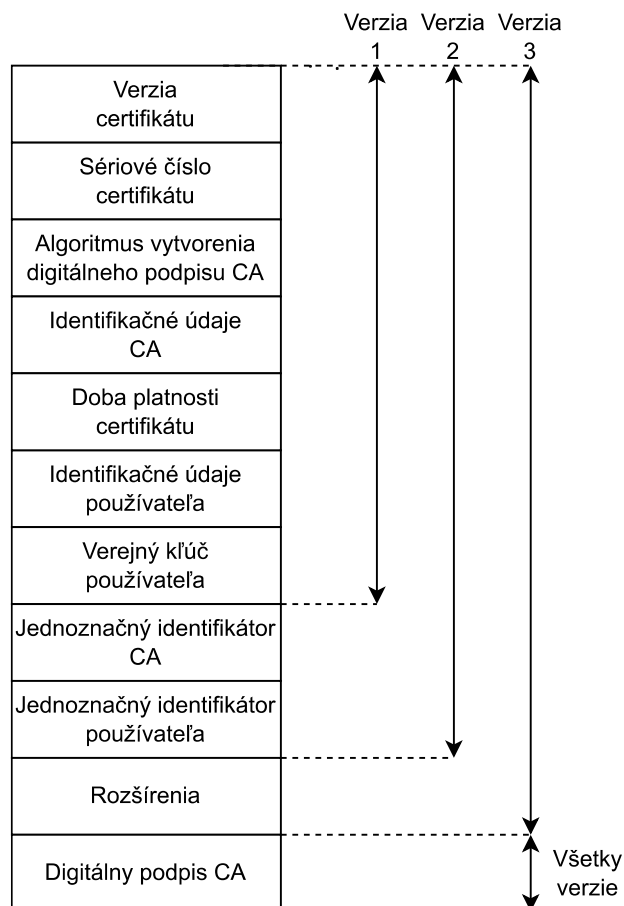 Verzia Verzia Verzia
1 2 3
Verzia
certifikátu
Sériové číslo
certifikátu
Algoritmus vytvorenia
digitálneho podpisu CA
Identifikačné údaje
CA
Doba platnosti
certifikátu
Identifikačné údaje
používateľa
Verejný kľúč
používateľa
Jednoznačný identifikátor
CA
Jednoznačný identifikátor
používateľa
Rozšírenia
Digitálny podpis CA
Všetky
verzie